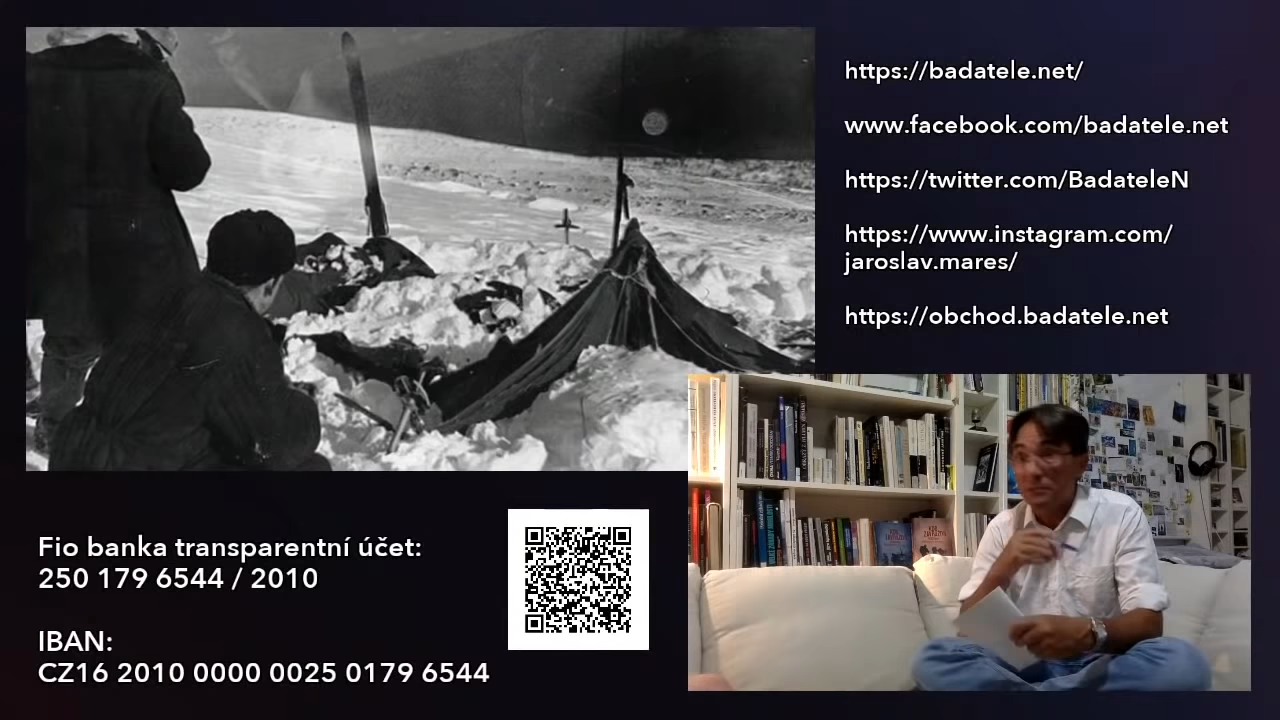 https://badatele.net/
www.facebook.com/badatele.net
https://twitter.com/BadateleN
https://www.instagram.com/
jaroslav.mares/
https://obchod.badatele.net
Fio banka transparentní účet:
250 179 6544 / 2010
IBAN:
CZ16 2010 0000 0025 0179 6544